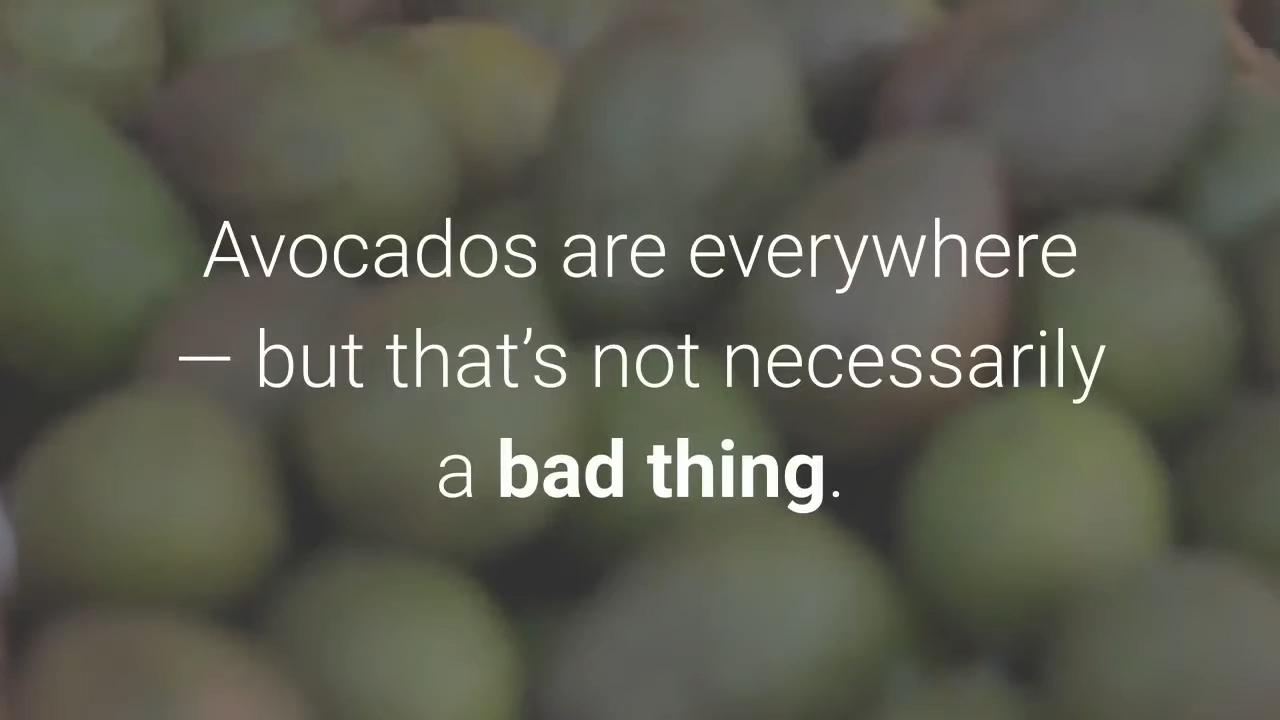 Avocados are everywhere
— but that’s not necessarily
a bad thing.